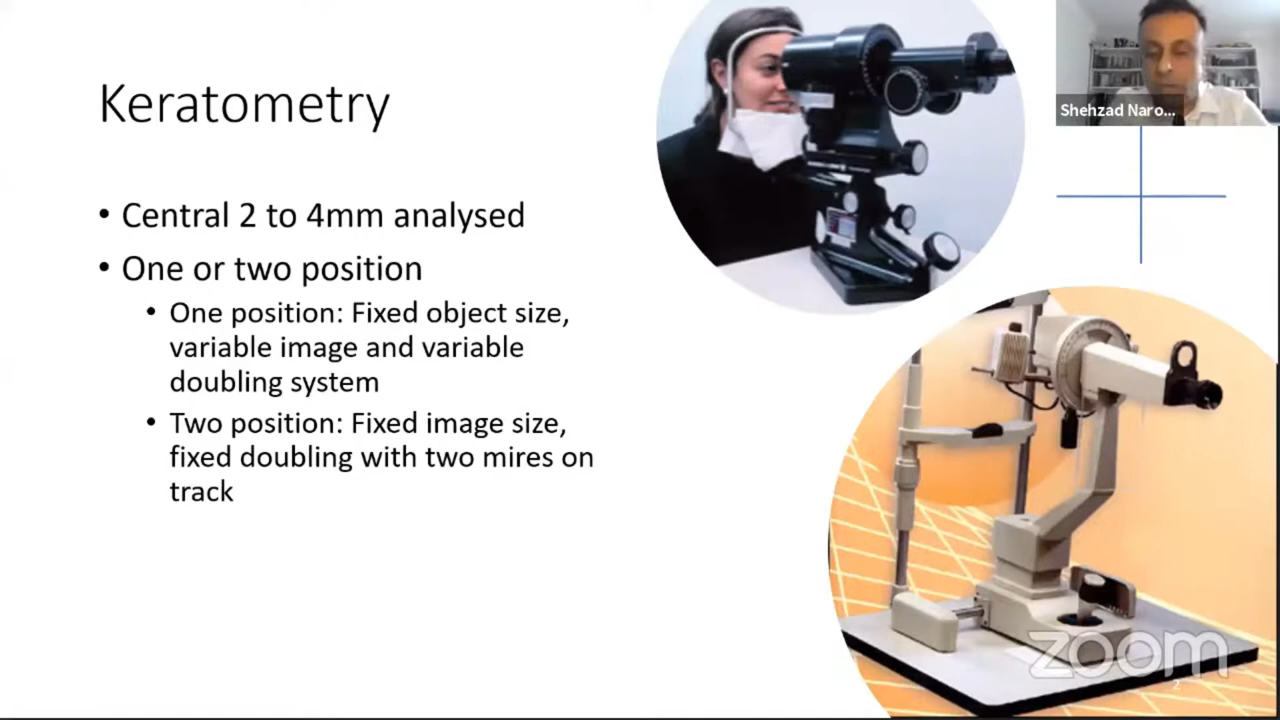 Keratometry
• Central 2 to 4mm analysed
• One or two position
• One position: Fixed object size,
variable image and variable
doubling system
• Two position: Fixed image size,
fixed doubling with two mires on
track
Shehzad Naro...
zoom
2